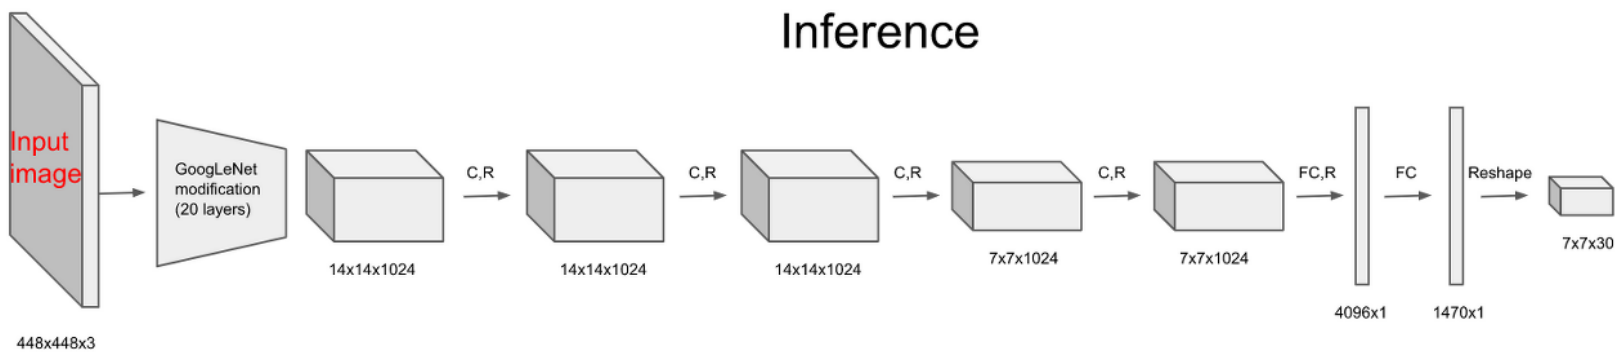 Inference
Input
image
GoogLeNet
modification
(20 layers)
C,R
C,R
C,R
C,R
FC,R
FC
Reshape
448x448x3
14x14x1024
14x14x1024
14x14x1024
7x7x1024
7x7x1024
4096x1
1470x1
7x7x30